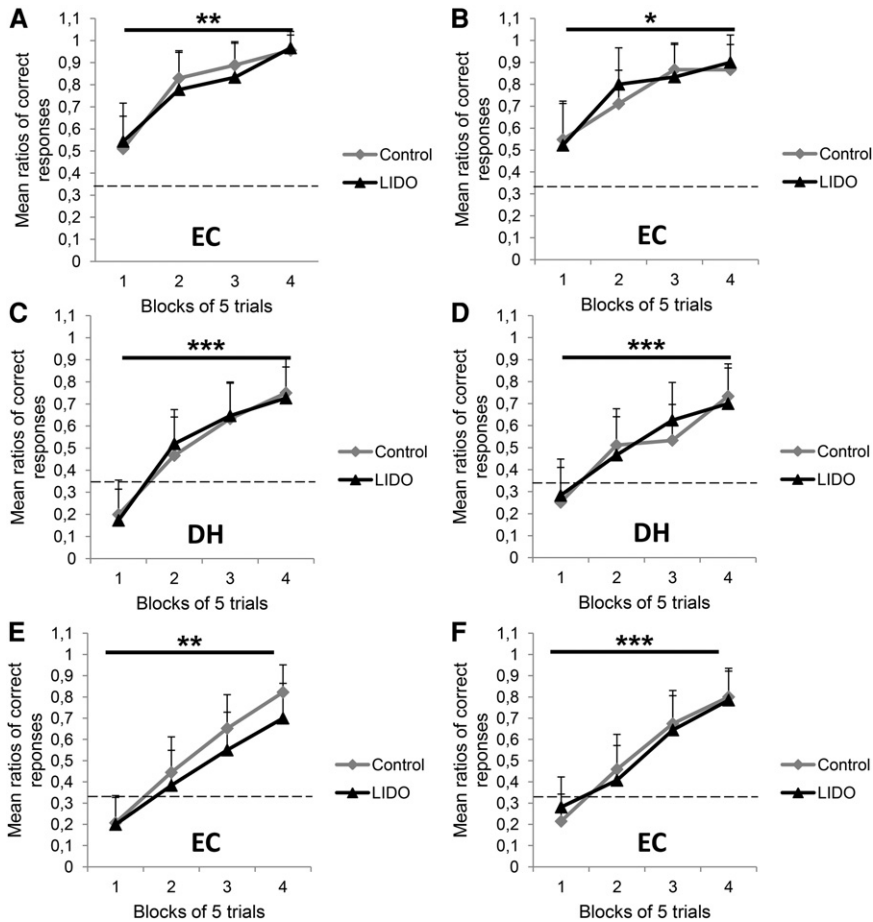 A
Mean ratios of correct
responses
1,1
1
0,9
0,8
0,7
0,6
0,5
0,4
0,3
0,2
0,1
0
**
EC
1 2 3 4
Blocks of 5 trials
Control
LIDO
B
Mean ratios of correct
responses
1,1
1
0,9
0,8
0,7
0,6
0,5
0,4
0,3
0,2
0,1
0
*
EC
1 2 3 4
Blocks of 5 trials
Control
LIDO
C
Mean ratios of correct
responses
1,1
1
0,9
0,8
0,7
0,6
0,5
0,4
0,3
0,2
0,1
0
***
DH
1 2 3 4
Blocks of 5 trials
Control
LIDO
D
Mean ratios of correct
responses
1,1
1
0,9
0,8
0,7
0,6
0,5
0,4
0,3
0,2
0,1
0
***
DH
1 2 3 4
Blocks of 5 trials
Control
LIDO
E
Mean ratios of correct
reponses
1,1
1
0,9
0,8
0,7
0,6
0,5
0,4
0,3
0,2
0,1
0
**
EC
1 2 3 4
Blocks of 5 trials
Control
LIDO
F
Mean ratios of correct
reponses
1,1
1
0,9
0,8
0,7
0,6
0,5
0,4
0,3
0,2
0,1
0
***
EC
1 2 3 4
Blocks of 5 trials
Control
LIDO